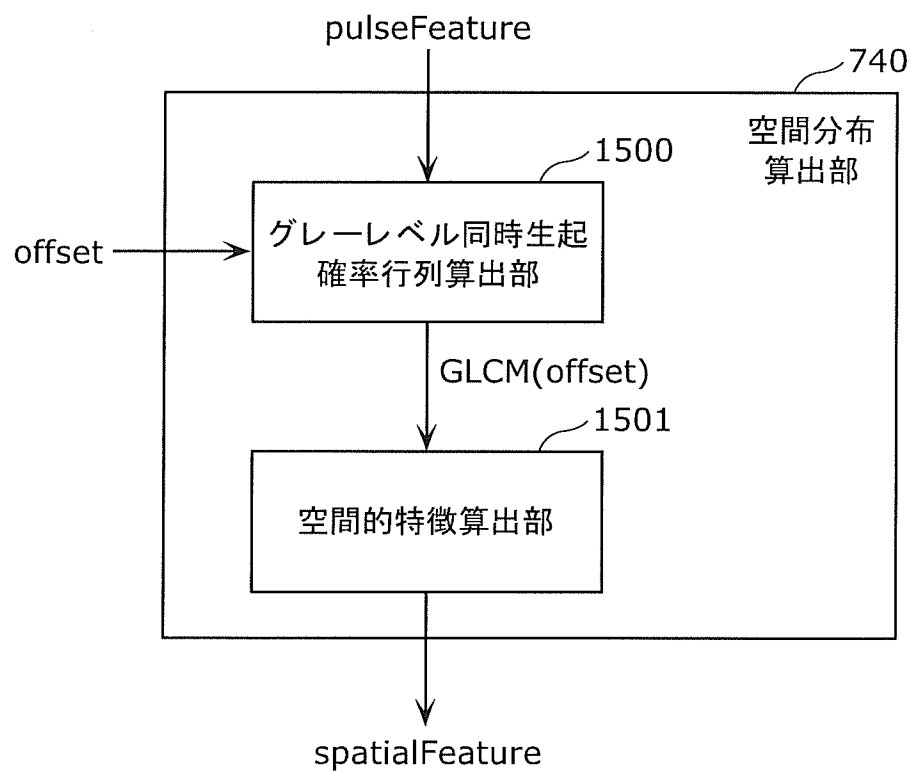 pulseFeature
740
空間分布
算出部
1500
グレーレベル同時生起
確率行列算出部
offset
GLCM(offset)
1501
空間的特徴算出部
spatialFeature